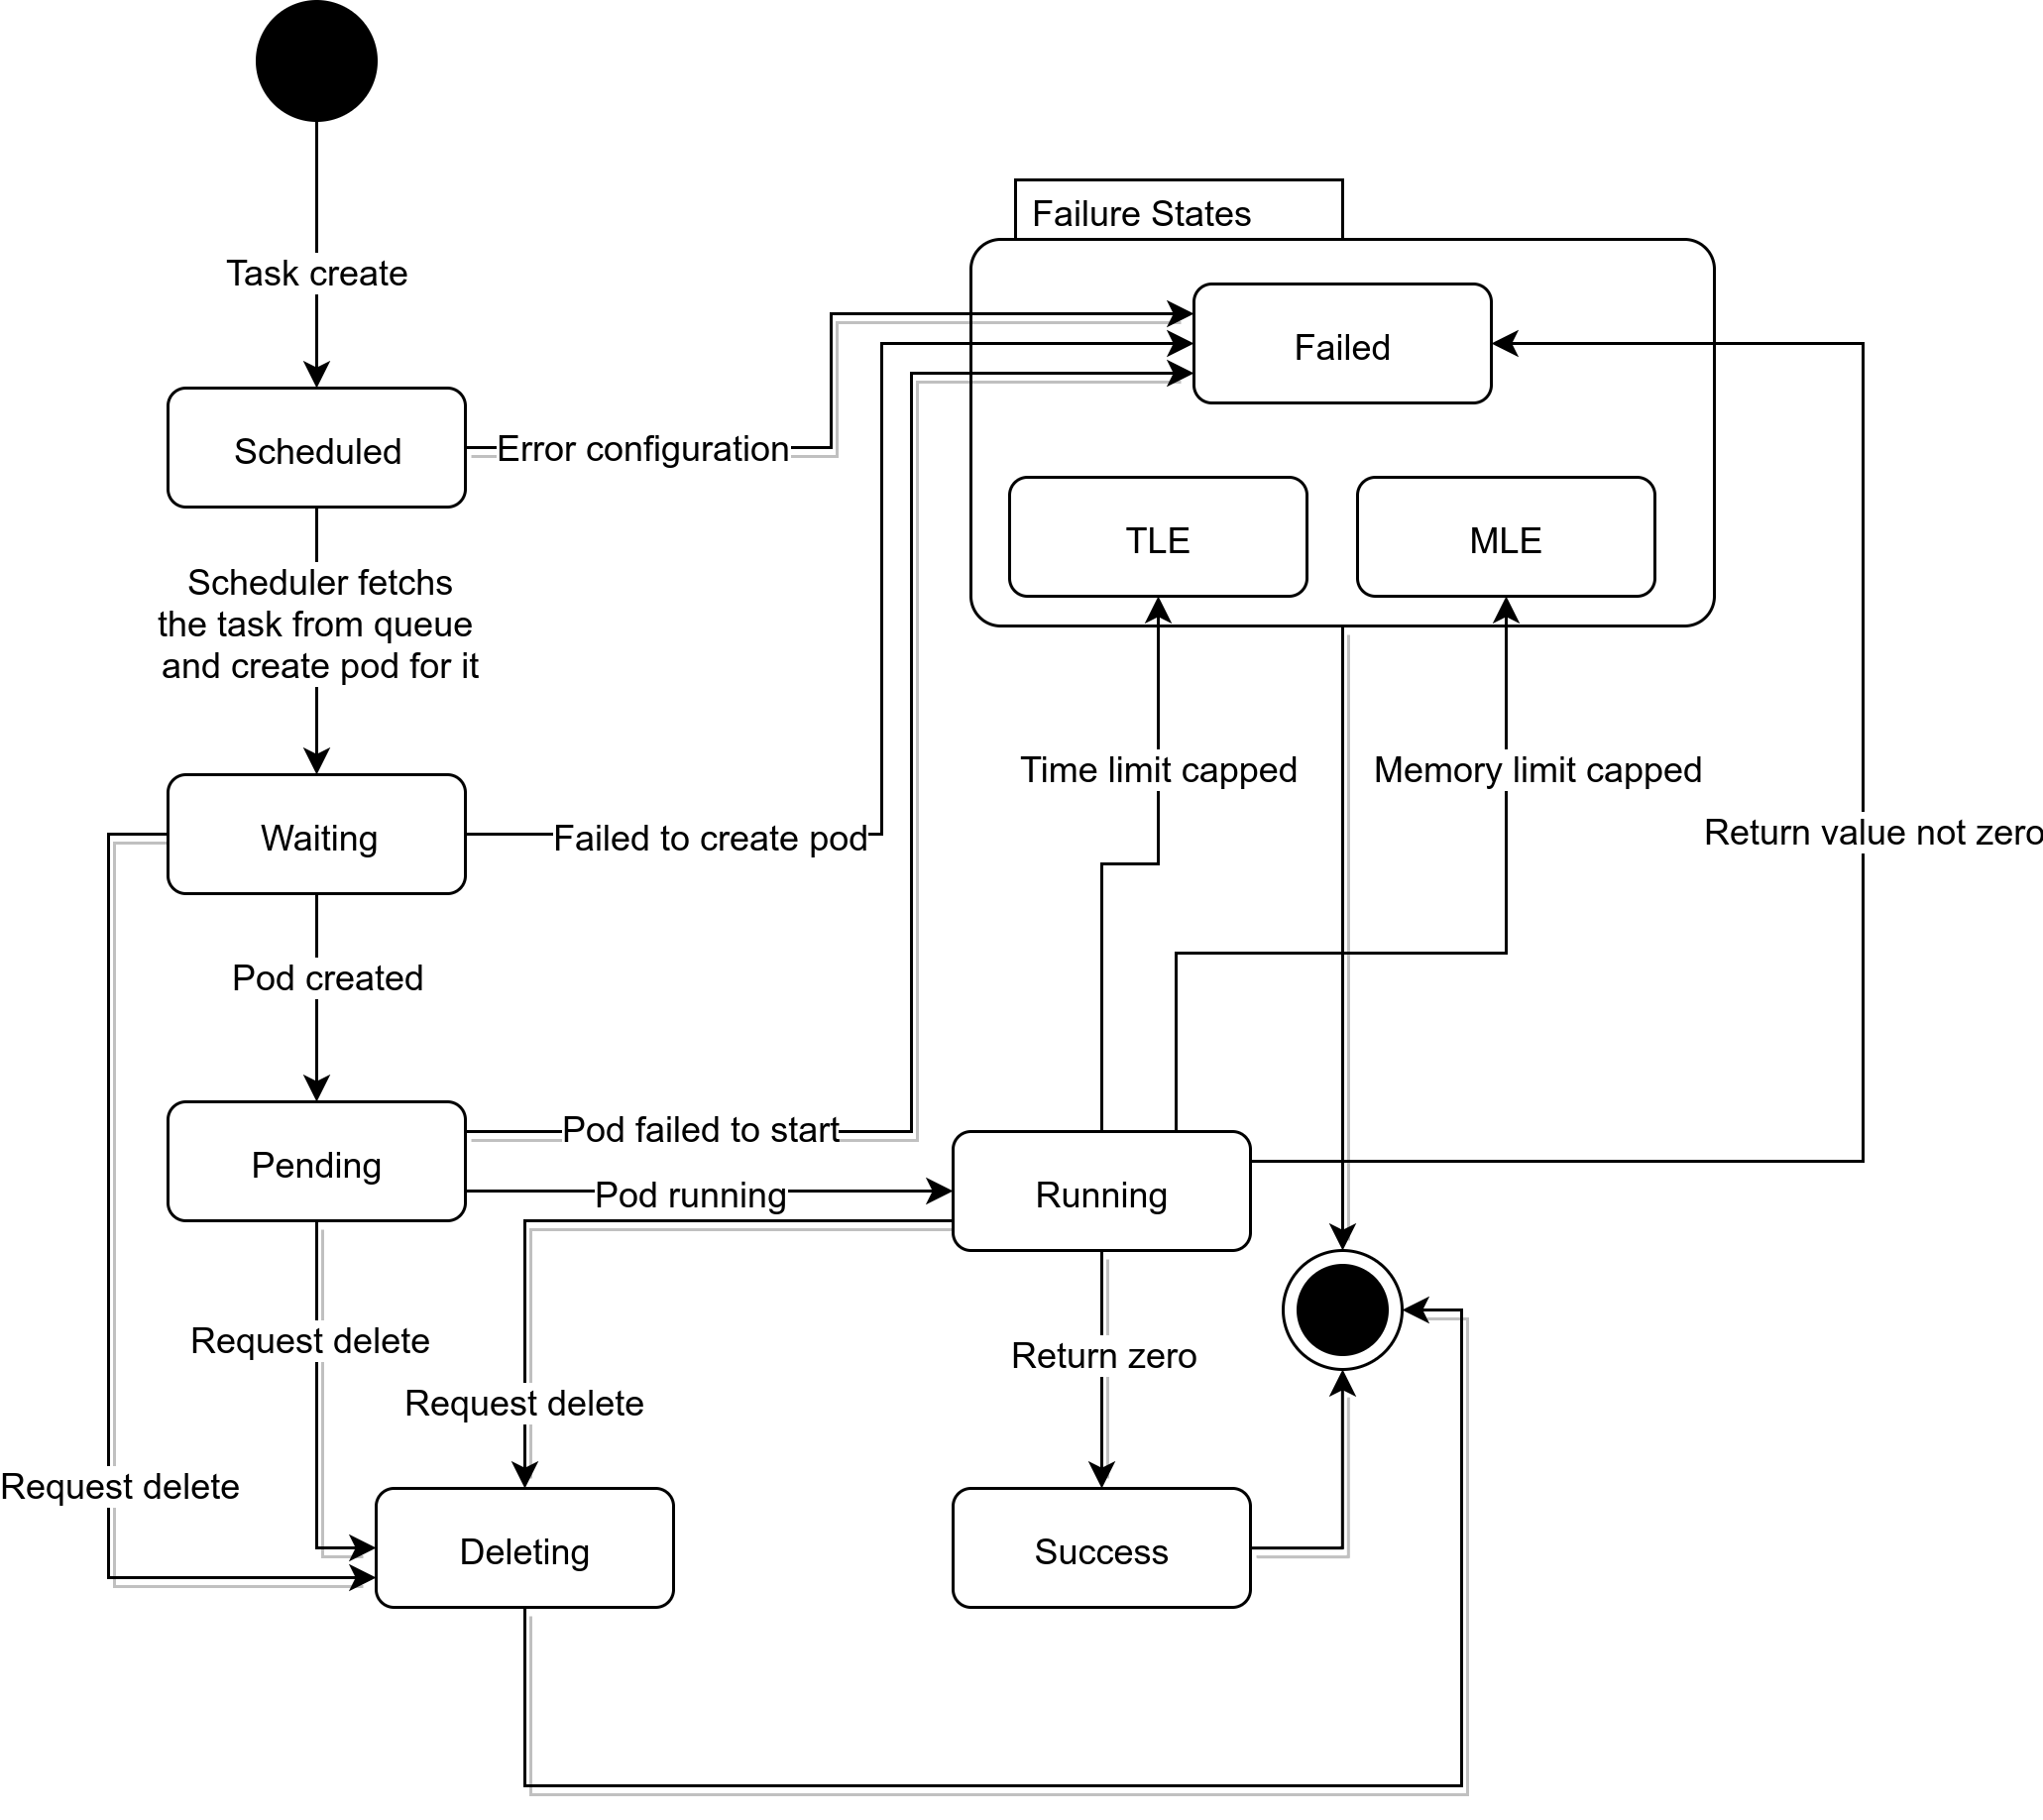 Task create
Failure States
Failed
Scheduled
Error configuration
TLE
MLE
Scheduler fetchs
the task from queue
and create pod for it
Time limit capped
Memory limit capped
Waiting
Failed to create pod
Return value not zero
Pod created
Pod failed to start
Pending
Pod running
Running
Request delete
Return zero
Request delete
Request delete
Deleting
Success